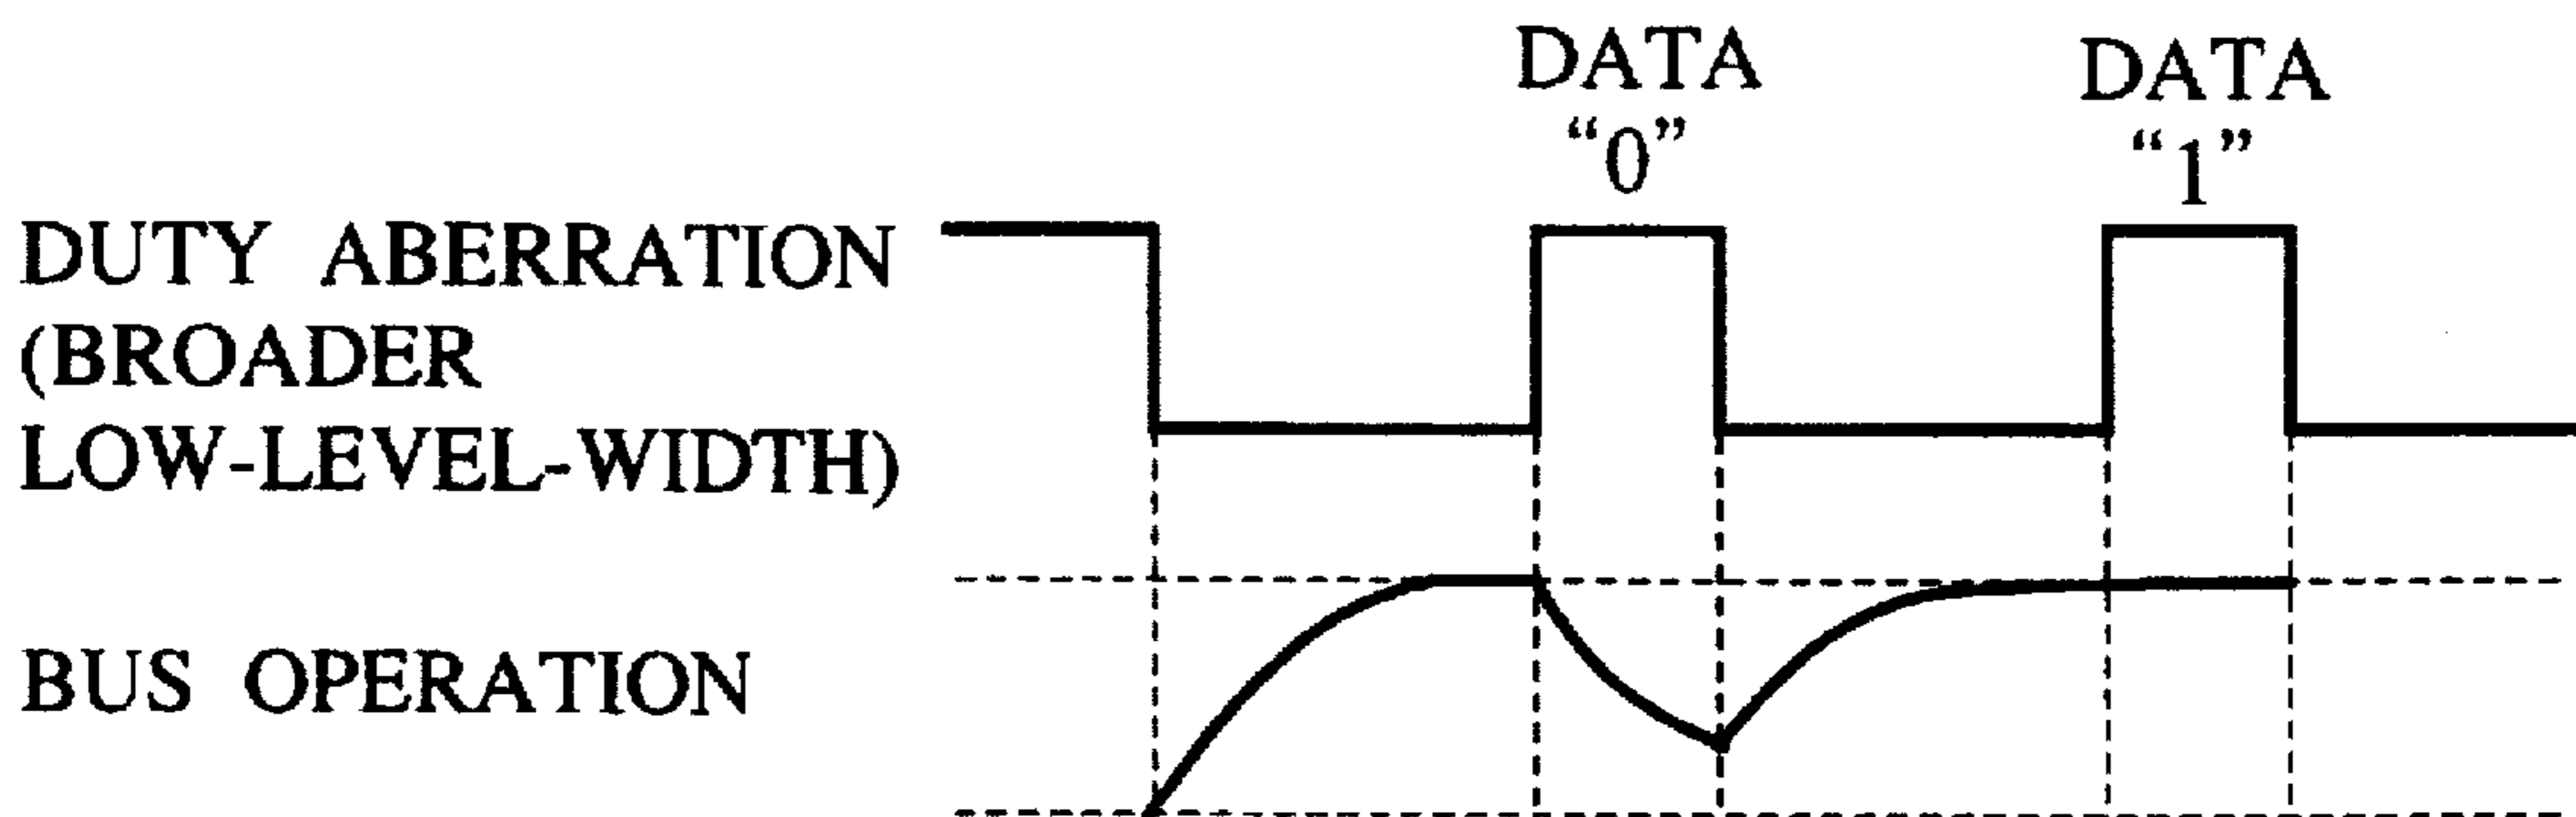 DATA
"0"
DATA
"1"
DUTY ABERRATION
(BROADER
LOW-LEVEL-WIDTH)
BUS OPERATION